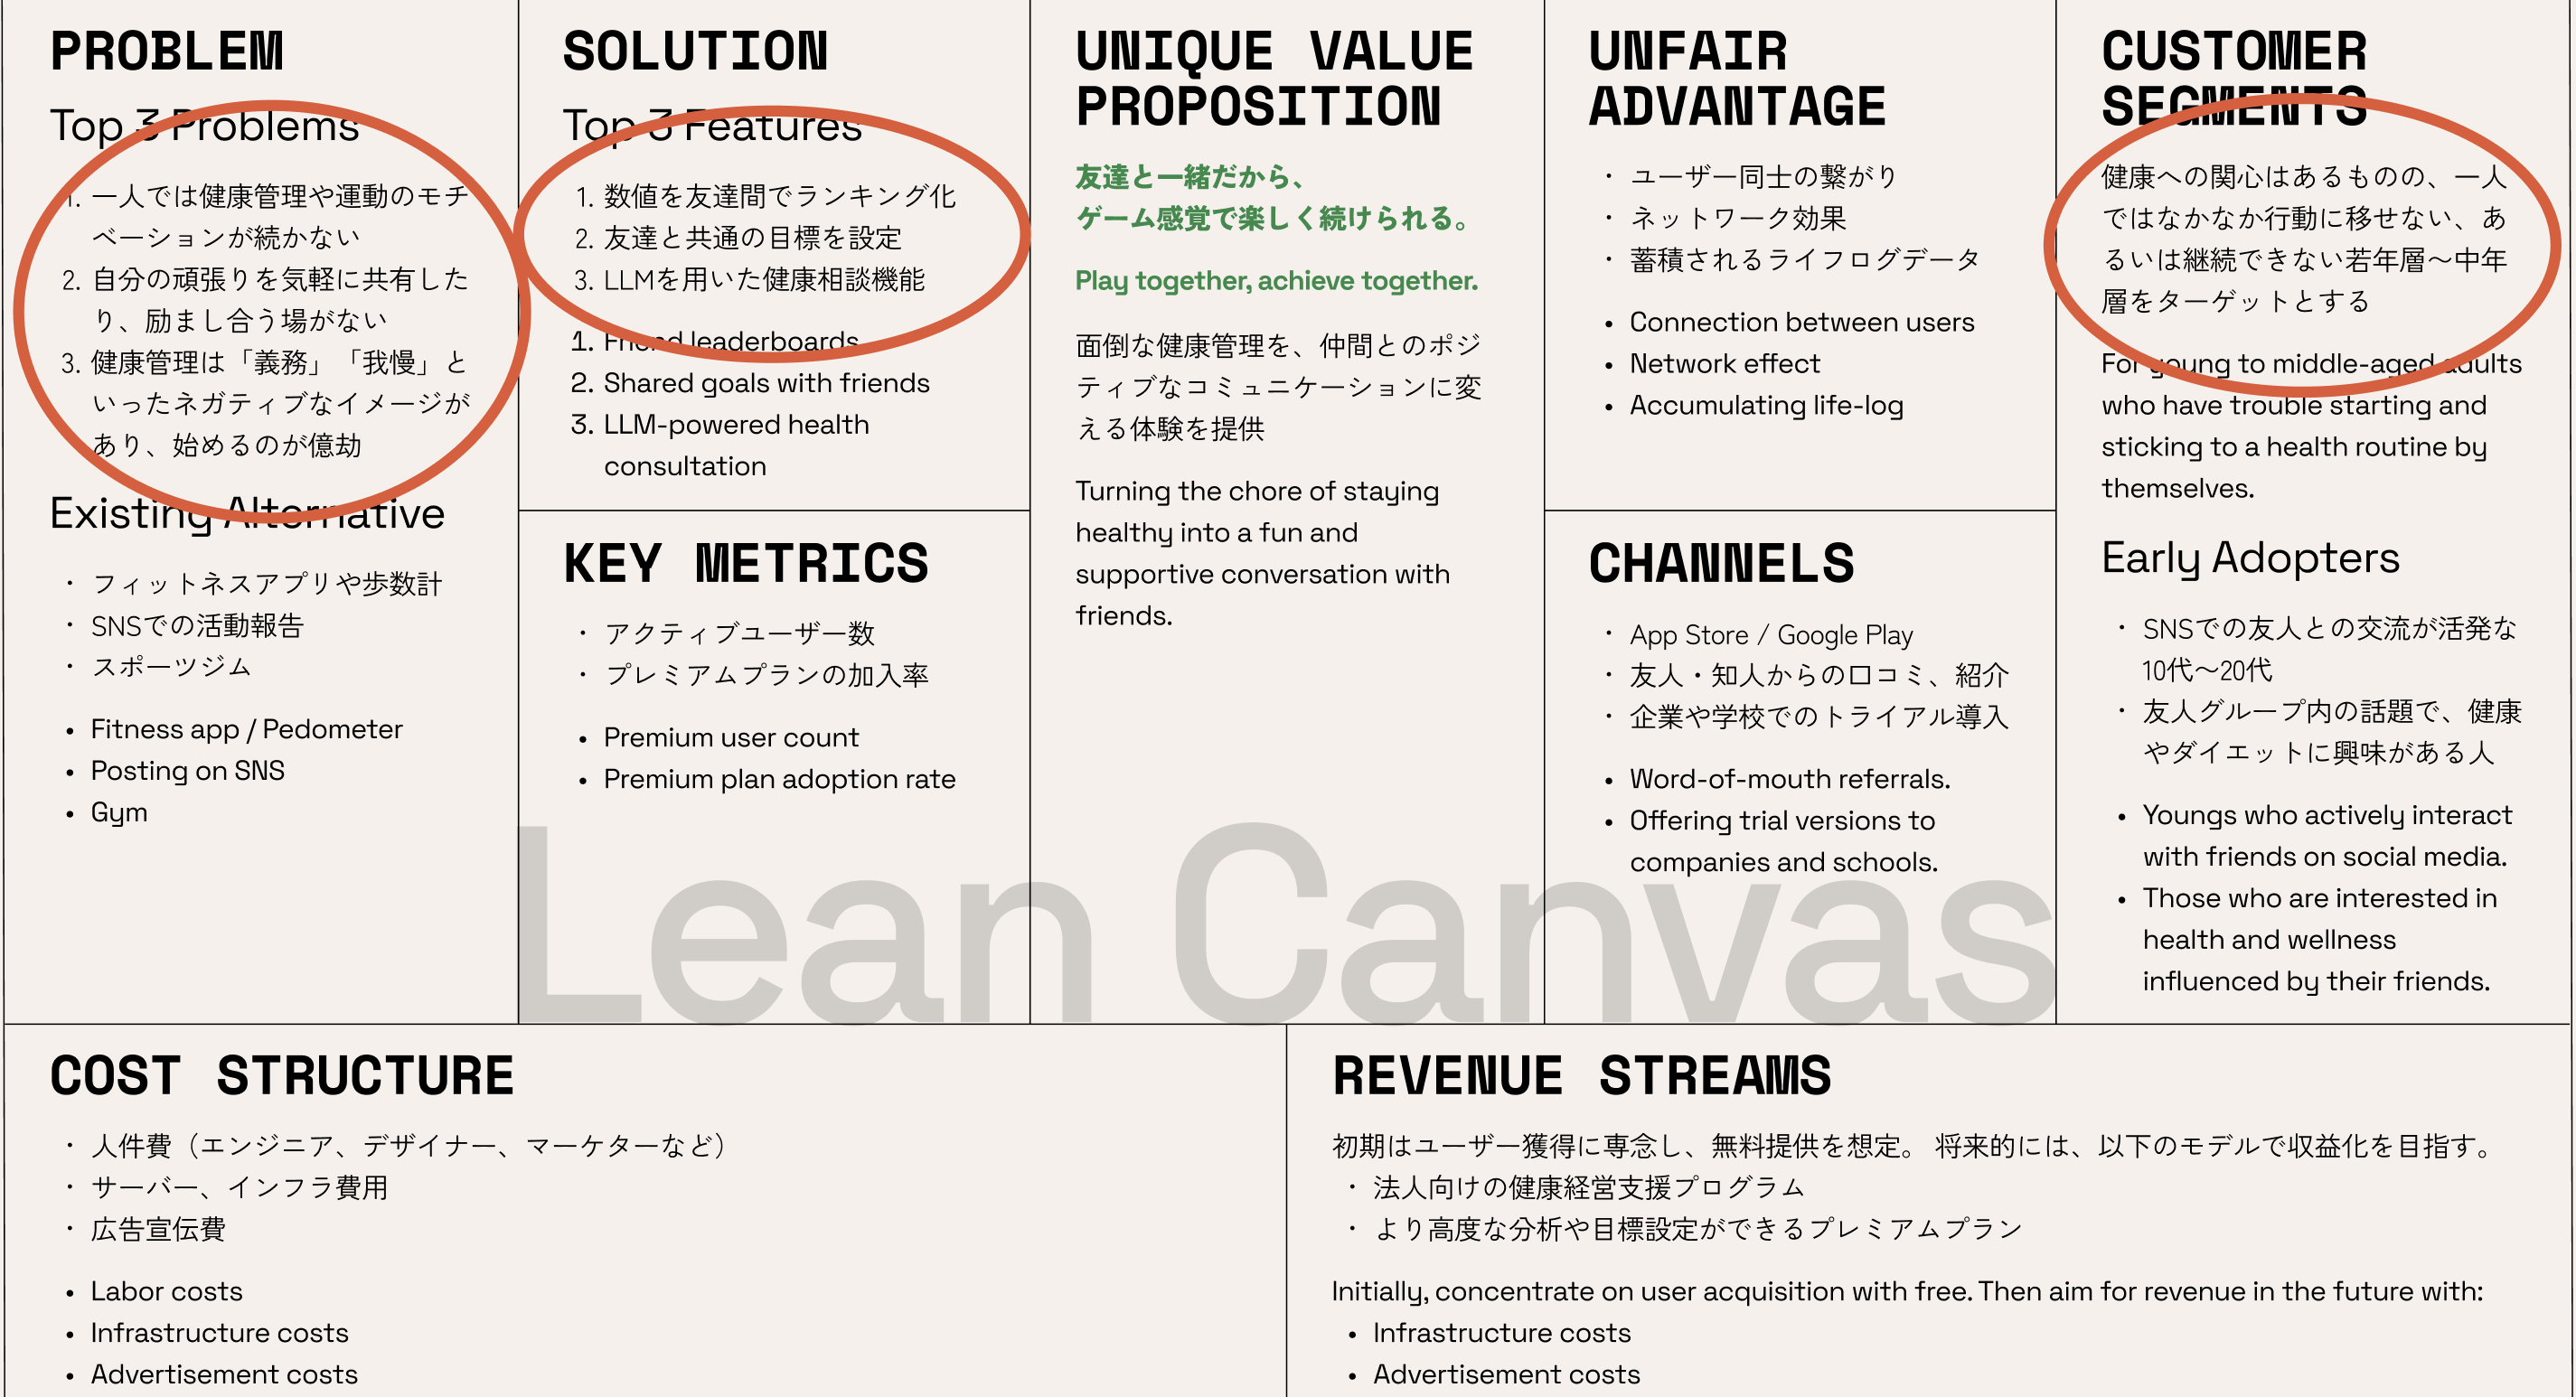 PROBLEM
Top 3 Problems
1. 一人では健康管理や運動のモチ
ベーションが続かない
2. 自分の頑張りを気軽に共有した
り、励まし合う場がない
3. 健康管理は「義務」「我慢」と
いったネガティブなイメージが
あり、始めるのが億劫
Existing Alternative
・ フィットネスアプリや歩数計
・ SNSでの活動報告
・ スポーツジム
• Fitness app / Pedometer
• Posting on SNS
• Gym
SOLUTION
Top 3 Features
1. 数値を友達間でランキング化
2. 友達と共通の目標を設定
3. LLMを用いた健康相談機能
1. Friend leaderboards
2. Shared goals with friends
3. LLM-powered health
consultation
KEY METRICS
・ アクティブユーザー数
・ プレミアムプランの加入率
• Premium user count
• Premium plan adoption rate
UNIQUE VALUE
PROPOSITION
友達と一緒だから、
ゲーム感覚で楽しく続けられる。
Play together, achieve together.
面倒な健康管理を、仲間とのポジ
ティブなコミュニケーションに変
える体験を提供
Turning the chore of staying
healthy into a fun and
supportive conversation with
friends.
UNFAIR
ADVANTAGE
・ ユーザー同士の繋がり
・ ネットワーク効果
・ 蓄積されるライフログデータ
• Connection between users
• Network effect
• Accumulating life-log
CHANNELS
・ App Store / Google Play
・ 友人・知人からの口コミ、紹介
・ 企業や学校でのトライアル導入
• Word-of-mouth referrals.
• Offering trial versions to
companies and schools.
CUSTOMER
SEGMENTS
健康への関心はあるものの、一人
ではなかなか行動に移せない、あ
るいは継続できない若年層〜中年
層をターゲットとする
For young to middle-aged adults
who have trouble starting and
sticking to a health routine by
themselves.
Early Adopters
・ SNSでの友人との交流が活発な
10代〜20代
・ 友人グループ内の話題で、健康
やダイエットに興味がある人
• Youngs who actively interact
with friends on social media.
• Those who are interested in
health and wellness
influenced by their friends.
Lean Canvas
COST STRUCTURE
・ 人件費（エンジニア、デザイナー、マーケターなど）
・ サーバー、インフラ費用
・ 広告宣伝費
• Labor costs
• Infrastructure costs
• Advertisement costs
REVENUE STREAMS
初期はユーザー獲得に専念し、無料提供を想定。 将来的には、以下のモデルで収益化を目指す。
・ 法人向けの健康経営支援プログラム
・ より高度な分析や目標設定ができるプレミアムプラン
Initially, concentrate on user acquisition with free. Then aim for revenue in the future with:
• Infrastructure costs
• Advertisement costs